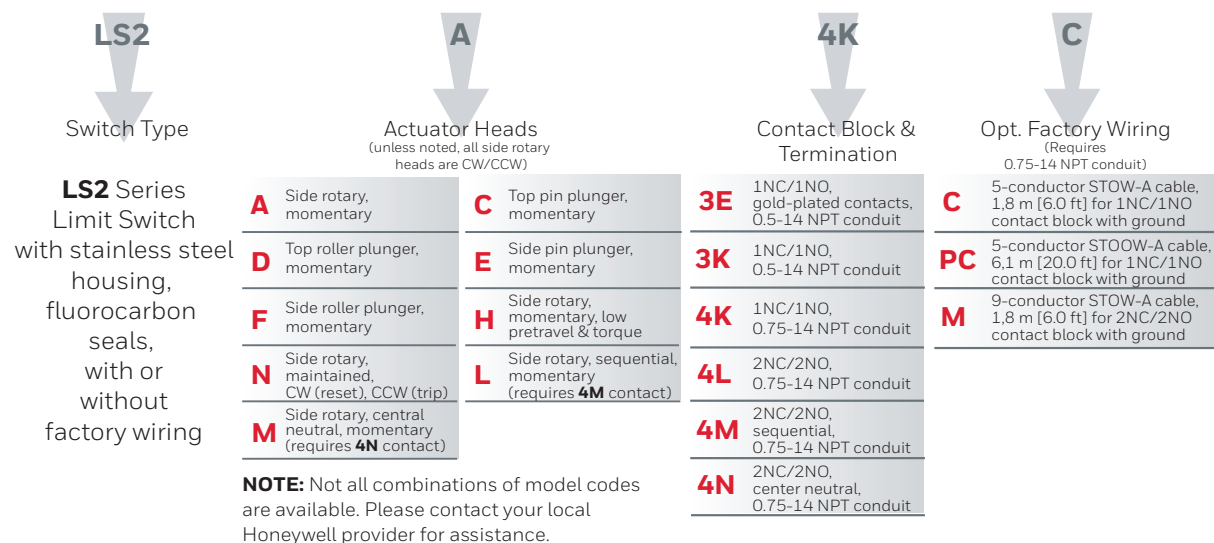 LS2
A
4K
C
Switch Type
LS2 Series
Limit Switch
with stainless steel
housing,
fluorocarbon
seals,
with or
without
factory wiring
Actuator Heads
(unless noted, all side rotary
heads are CW/CCW)
A
Side rotary,
momentary
C
Top pin plunger,
momentary
D
Top roller plunger,
momentary
E
Side pin plunger,
momentary
F
Side roller plunger,
momentary
H
Side rotary,
momentary, low
pretravel & torque
N
Side rotary,
maintained,
CW (reset), CCW (trip)
L
Side rotary, sequential,
momentary
(requires 4M contact)
M
Side rotary, central
neutral, momentary
(requires 4N contact)
NOTE: Not all combinations of model codes
are available. Please contact your local
Honeywell provider for assistance.
Contact Block &
Termination
3E
1NC/1NO,
gold-plated contacts,
0.5-14 NPT conduit
3K
1NC/1NO,
0.5-14 NPT conduit
4K
1NC/1NO,
0.75-14 NPT conduit
4L
2NC/2NO,
0.75-14 NPT conduit
4M
2NC/2NO,
sequential,
0.75-14 NPT conduit
4N
2NC/2NO,
center neutral,
0.75-14 NPT conduit
Opt. Factory Wiring
(Requires
0.75-14 NPT conduit)
C
5-conductor STOW-A cable,
1,8 m [6.0 ft] for 1NC/1NO
contact block with ground
PC
5-conductor STOOW-A cable,
6,1 m [20.0 ft] for 1NC/1NO
contact block with ground
M
9-conductor STOW-A cable,
1,8 m [6.0 ft] for 2NC/2NO
contact block with ground